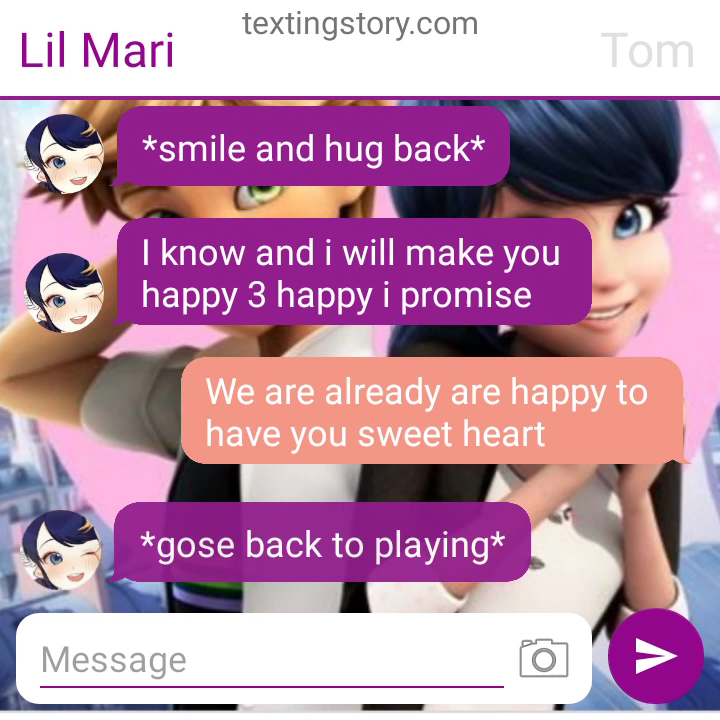 textingstory.com
Lil Mari
Tom
*smile and hug back*
I know and i will make you
happy 3 happy i promise
We are already are happy to
have you sweet heart
*gose back to playing*
Message